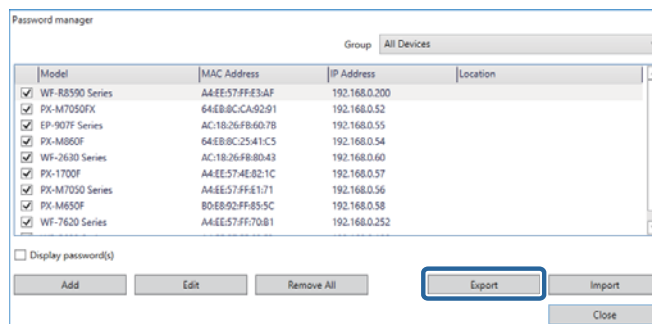 Password manager
Group All Devices
Model MAC Address IP Address Location
WF-R8590 Series A4:EE:57:FF:E3:AF 192.168.0.200
PX-M7050FX 64:EB:8C:CA:92:91 192.168.0.52
EP-907F Series AC:18:26:FB:60:7B 192.168.0.55
PX-M860F 64:EB:8C:25:41:C5 192.168.0.54
WF-2630 Series AC:18:26:FB:80:43 192.168.0.60
PX-1700F A4:EE:57:4E:82:1C 192.168.0.57
PX-M7050 Series A4:EE:57:FF:E1:71 192.168.0.56
PX-M650F B0:E8:92:FF:85:5C 192.168.0.58
WF-7620 Series A4:EE:57:FF:70:B1 192.168.0.252
Display password(s)
Add Edit Remove All Export Import
Close